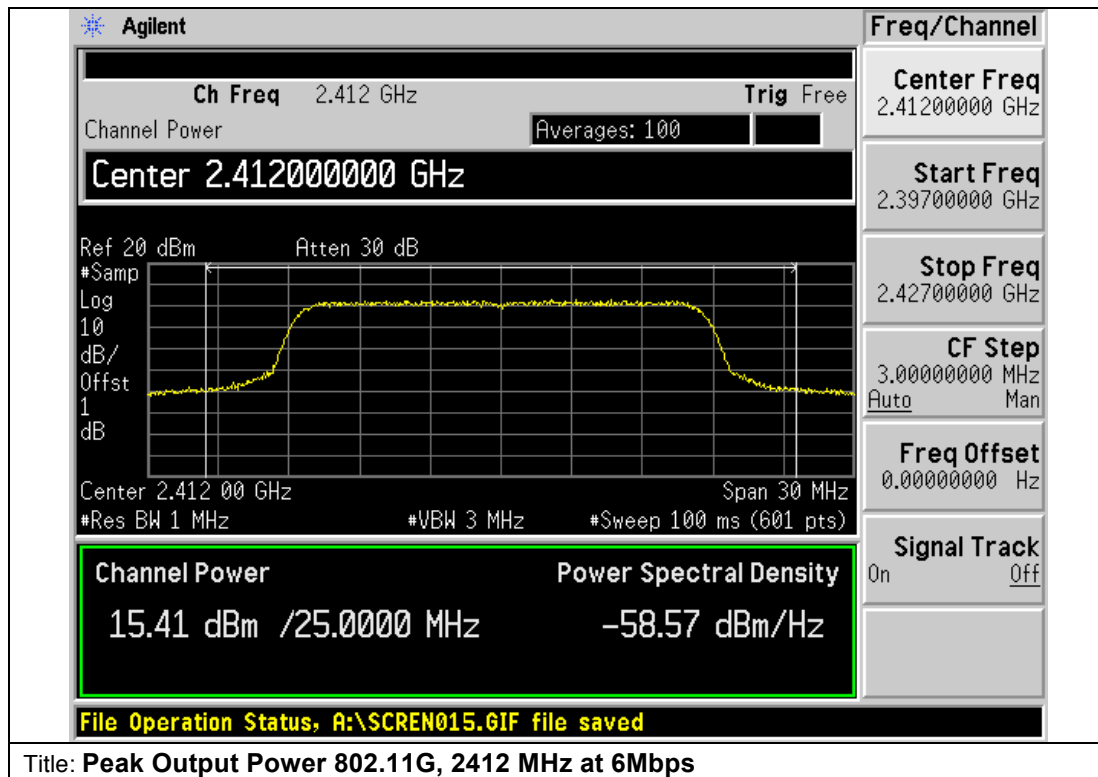 Agilent
Freq/Channel
Ch Freq 2.412 GHz Trig Free
Channel Power Averages: 100
Center 2.412000000 GHz
Ref 20 dBm Atten 30 dB
#Samp
Log
10
dB/
Offst
1
dB
Center 2.412 00 GHz Span 30 MHz
#Res BW 1 MHz #VBW 3 MHz #Sweep 100 ms (601 pts)
Channel Power Power Spectral Density
15.41 dBm /25.0000 MHz -58.57 dBm/Hz
File Operation Status, A:\SCREN015.GIF file saved
Center Freq
2.41200000 GHz
Start Freq
2.39700000 GHz
Stop Freq
2.42700000 GHz
CF Step
3.00000000 MHz
Auto Man
Freq Offset
0.00000000 Hz
Signal Track
On Off
Title: Peak Output Power 802.11G, 2412 MHz at 6Mbps